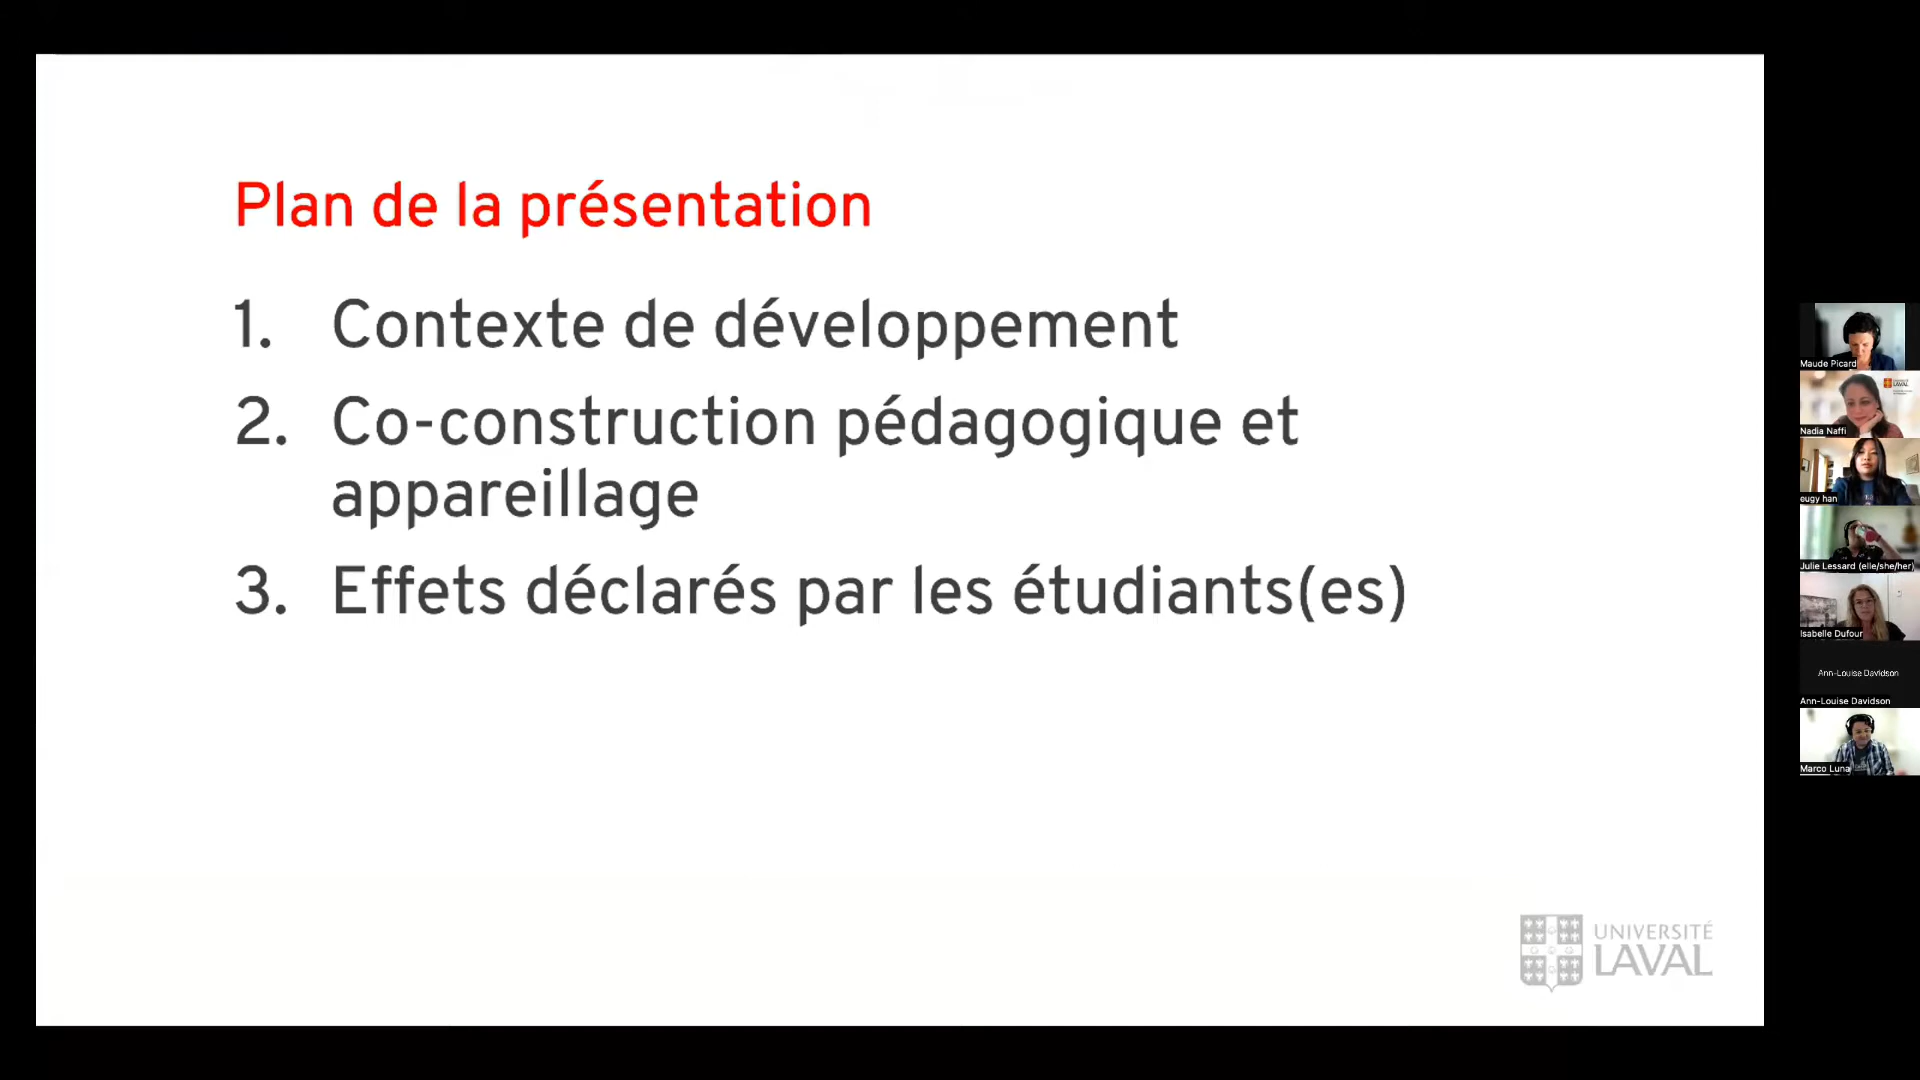 Plan de la présentation
1. Contexte de développement
2. Co-construction pédagogique et
appareillage
3. Effets déclarés par les étudiants(es)
UNIVERSITÉ
LAVAL
Maude Picard
UNIVERSITÉ
LAVAL
Nadia Naffi
eugy han
Julie Lessard (elle/she/her)
Isabelle Dufour
Ann-Louise Davidson
Ann-Louise Davidson
Marco Luna